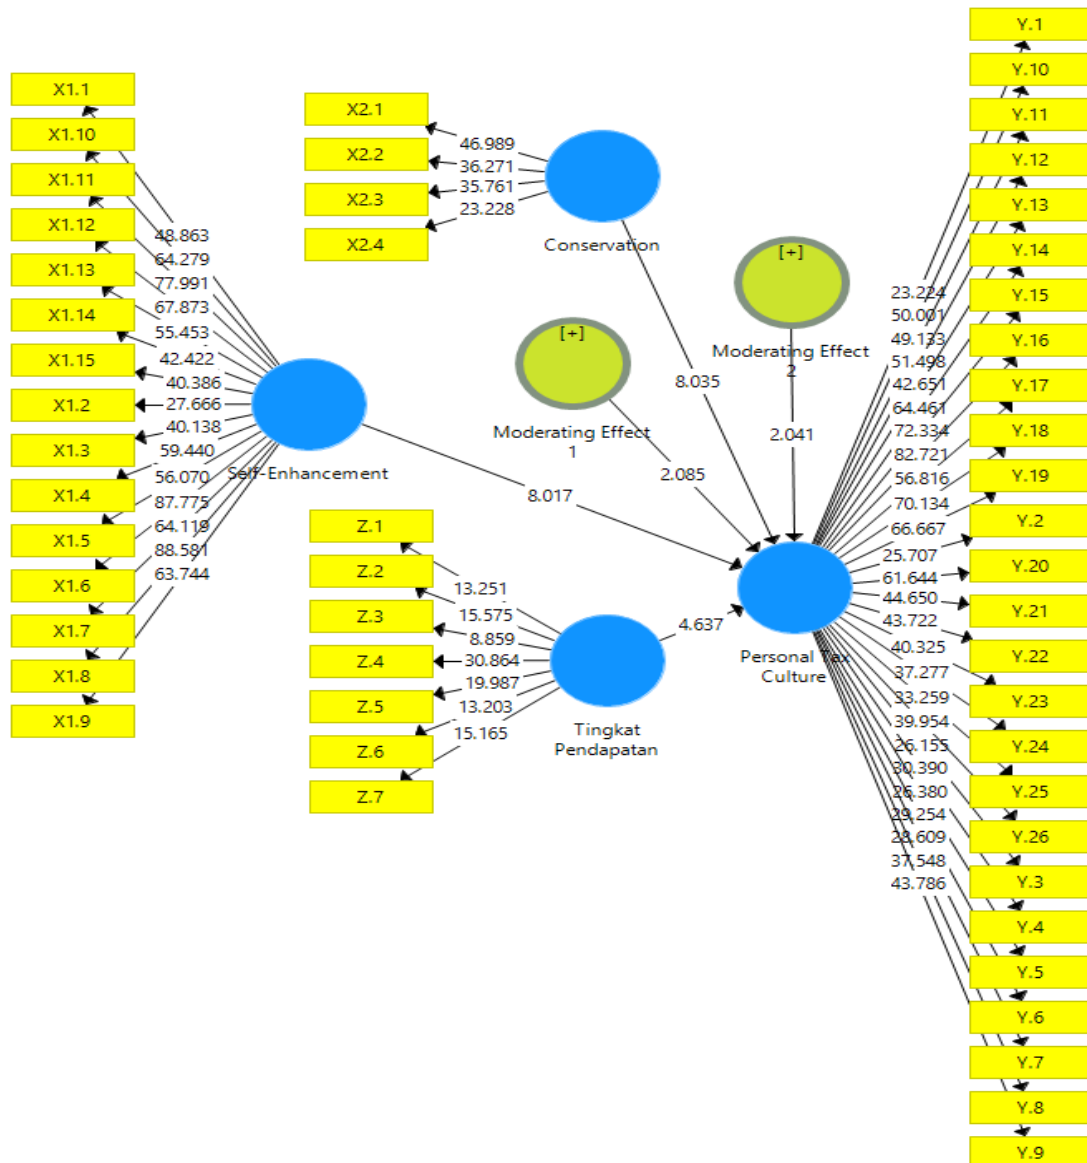 X1.1
X1.10
X1.11
X1.12
X1.13
X1.14
X1.15
X1.2
X1.3
X1.4
X1.5
X1.6
X1.7
X1.8
X1.9
48.863
64.279
77.991
67.873
55.453
42.422
40.386
27.666
40.138
59.440
56.070
87.775
64.119
88.581
63.744
Self-Enhancement
X2.1
X2.2
X2.3
X2.4
46.989
36.271
35.761
23.228
Conservation
[+]
Moderating Effect
1
[+]
Moderating Effect
2
8.035
2.041
2.085
8.017
4.637
Z.1
Z.2
Z.3
Z.4
Z.5
Z.6
Z.7
13.251
15.575
8.859
30.864
19.987
13.203
15.165
Tingkat
Pendapatan
Personal Tax
Culture
23.224
50.001
49.133
51.498
42.651
64.461
72.334
82.721
56.816
70.134
66.667
25.707
61.644
44.650
43.722
40.325
37.277
33.259
39.954
26.155
30.390
26.380
29.254
28.609
37.548
43.786
Y.1
Y.10
Y.11
Y.12
Y.13
Y.14
Y.15
Y.16
Y.17
Y.18
Y.19
Y.2
Y.20
Y.21
Y.22
Y.23
Y.24
Y.25
Y.26
Y.3
Y.4
Y.5
Y.6
Y.7
Y.8
Y.9